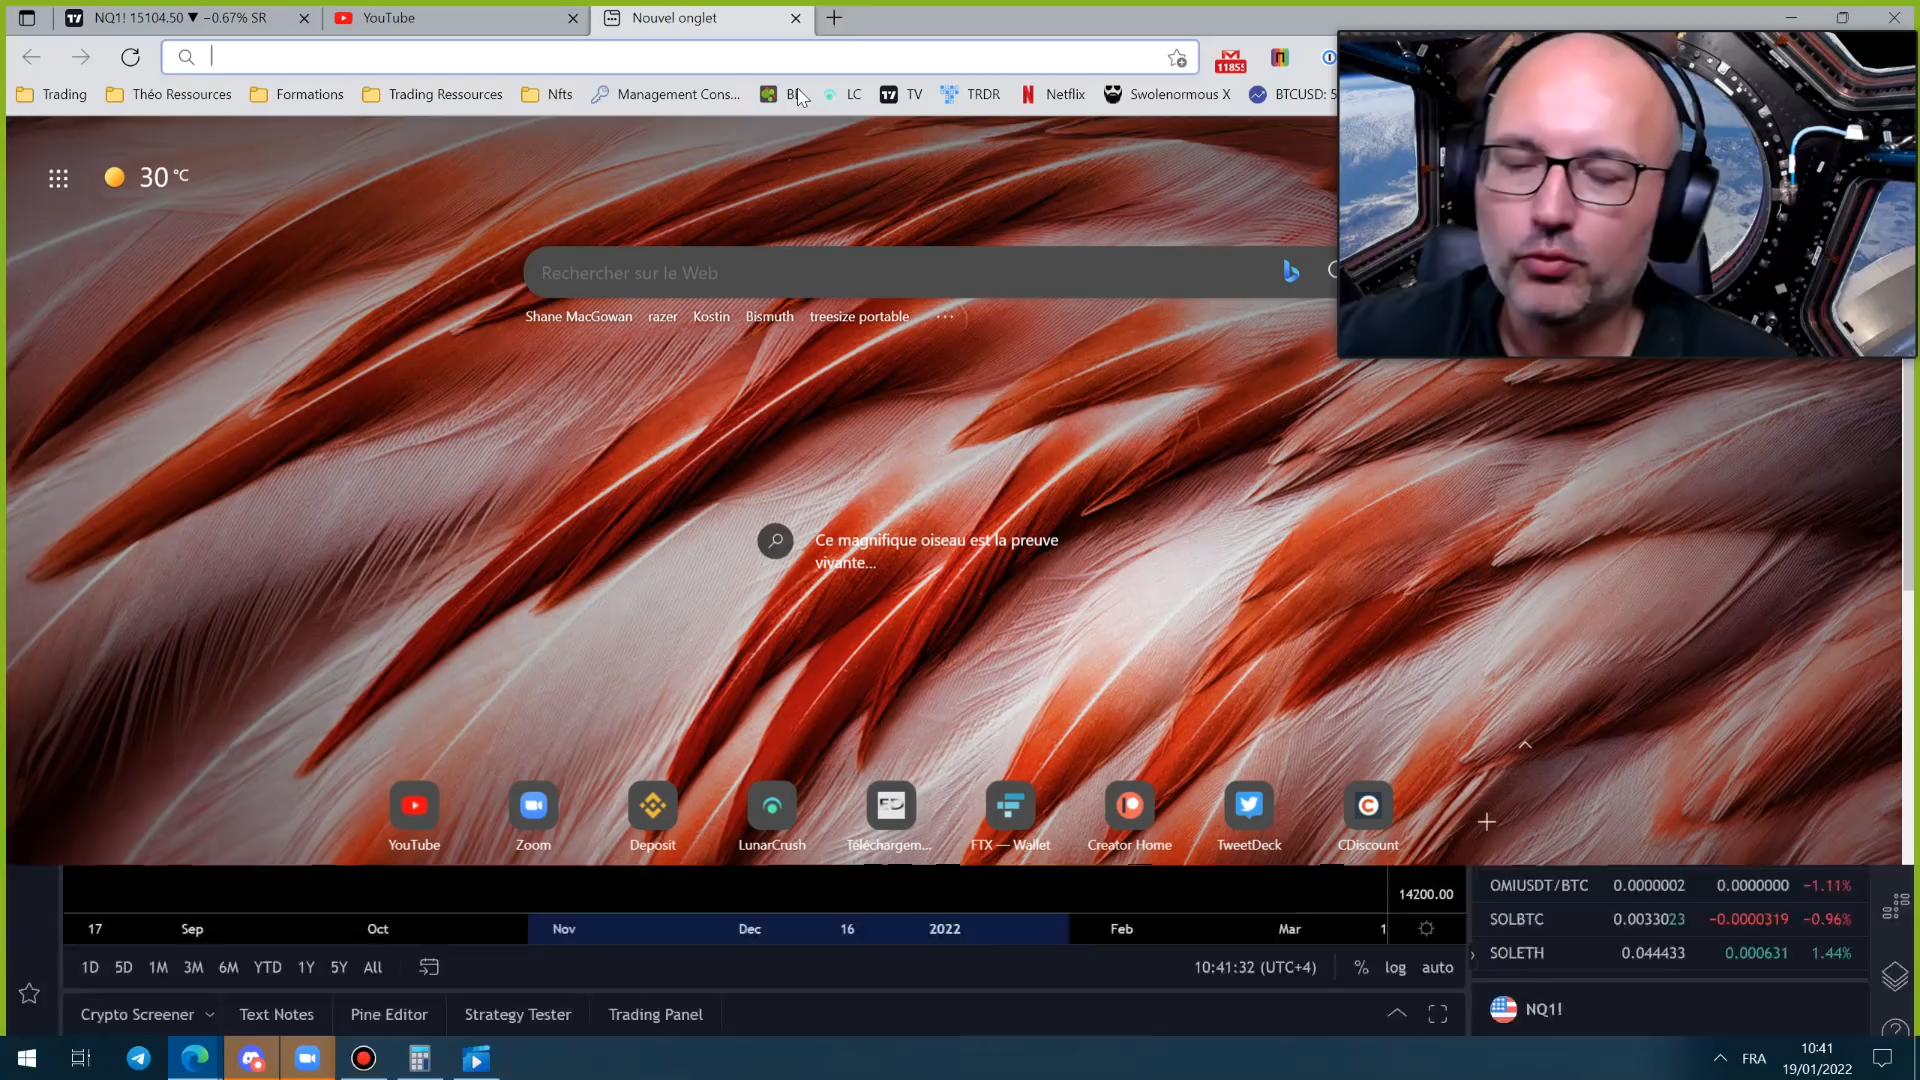 NQ1! 15104.50 ▼ −0.67% SR
YouTube
Nouvel onglet
11855
Trading
Théo Ressources
Formations
Trading Ressources
Nfts
Management Cons...
LC
TV
TRDR
Netflix
Swolenormous X
BTCUSD: 5
30 °C
Rechercher sur le Web
Shane MacGowan razer Kostin Bismuth treesize portable ...
Ce magnifique oiseau est la preuve
vivante...
YouTube
Zoom
Deposit
LunarCrush
Téléchargem...
FTX — Wallet
Creator Home
TweetDeck
CDiscount
14200.00
17 Sep Oct Nov Dec 16 2022 Feb Mar 1
1D 5D 1M 3M 6M YTD 1Y 5Y All
10:41:32 (UTC+4) % log auto
Crypto Screener Text Notes Pine Editor Strategy Tester Trading Panel
OMIUSDT/BTC 0.0000002 0.0000000 −1.11%
SOLBTC 0.0033023 −0.0000319 −0.96%
SOLETH 0.044433 0.000631 1.44%
NQ1!
FRA
10:41
19/01/2022